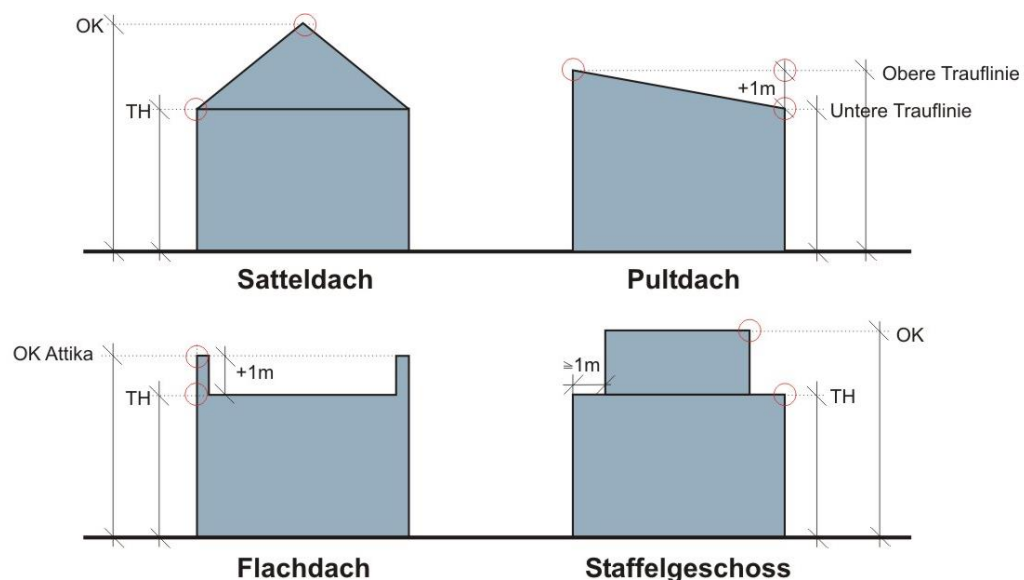 OK
TH
Satteldach
+1m
Obere Trauflinie
Untere Trauflinie
Pultdach
OK Attika
+1m
TH
Flachdach
≥1m
OK
TH
Staffelgeschoss